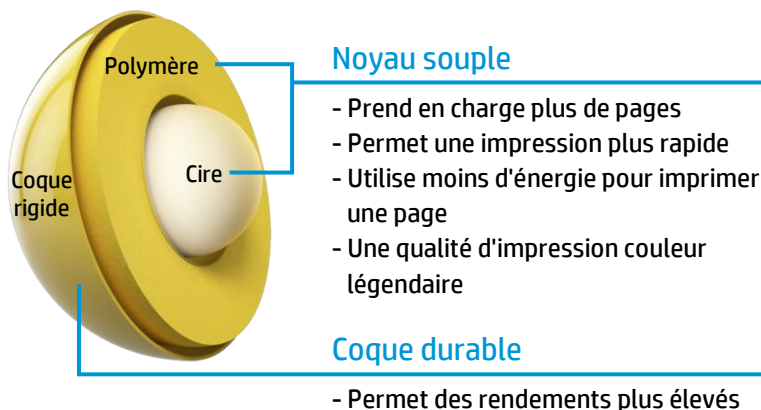 Polymère
Cire
Coque
rigide
Noyau souple
- Prend en charge plus de pages
- Permet une impression plus rapide
- Utilise moins d'énergie pour imprimer
une page
- Une qualité d'impression couleur
légendaire
Coque durable
- Permet des rendements plus élevés